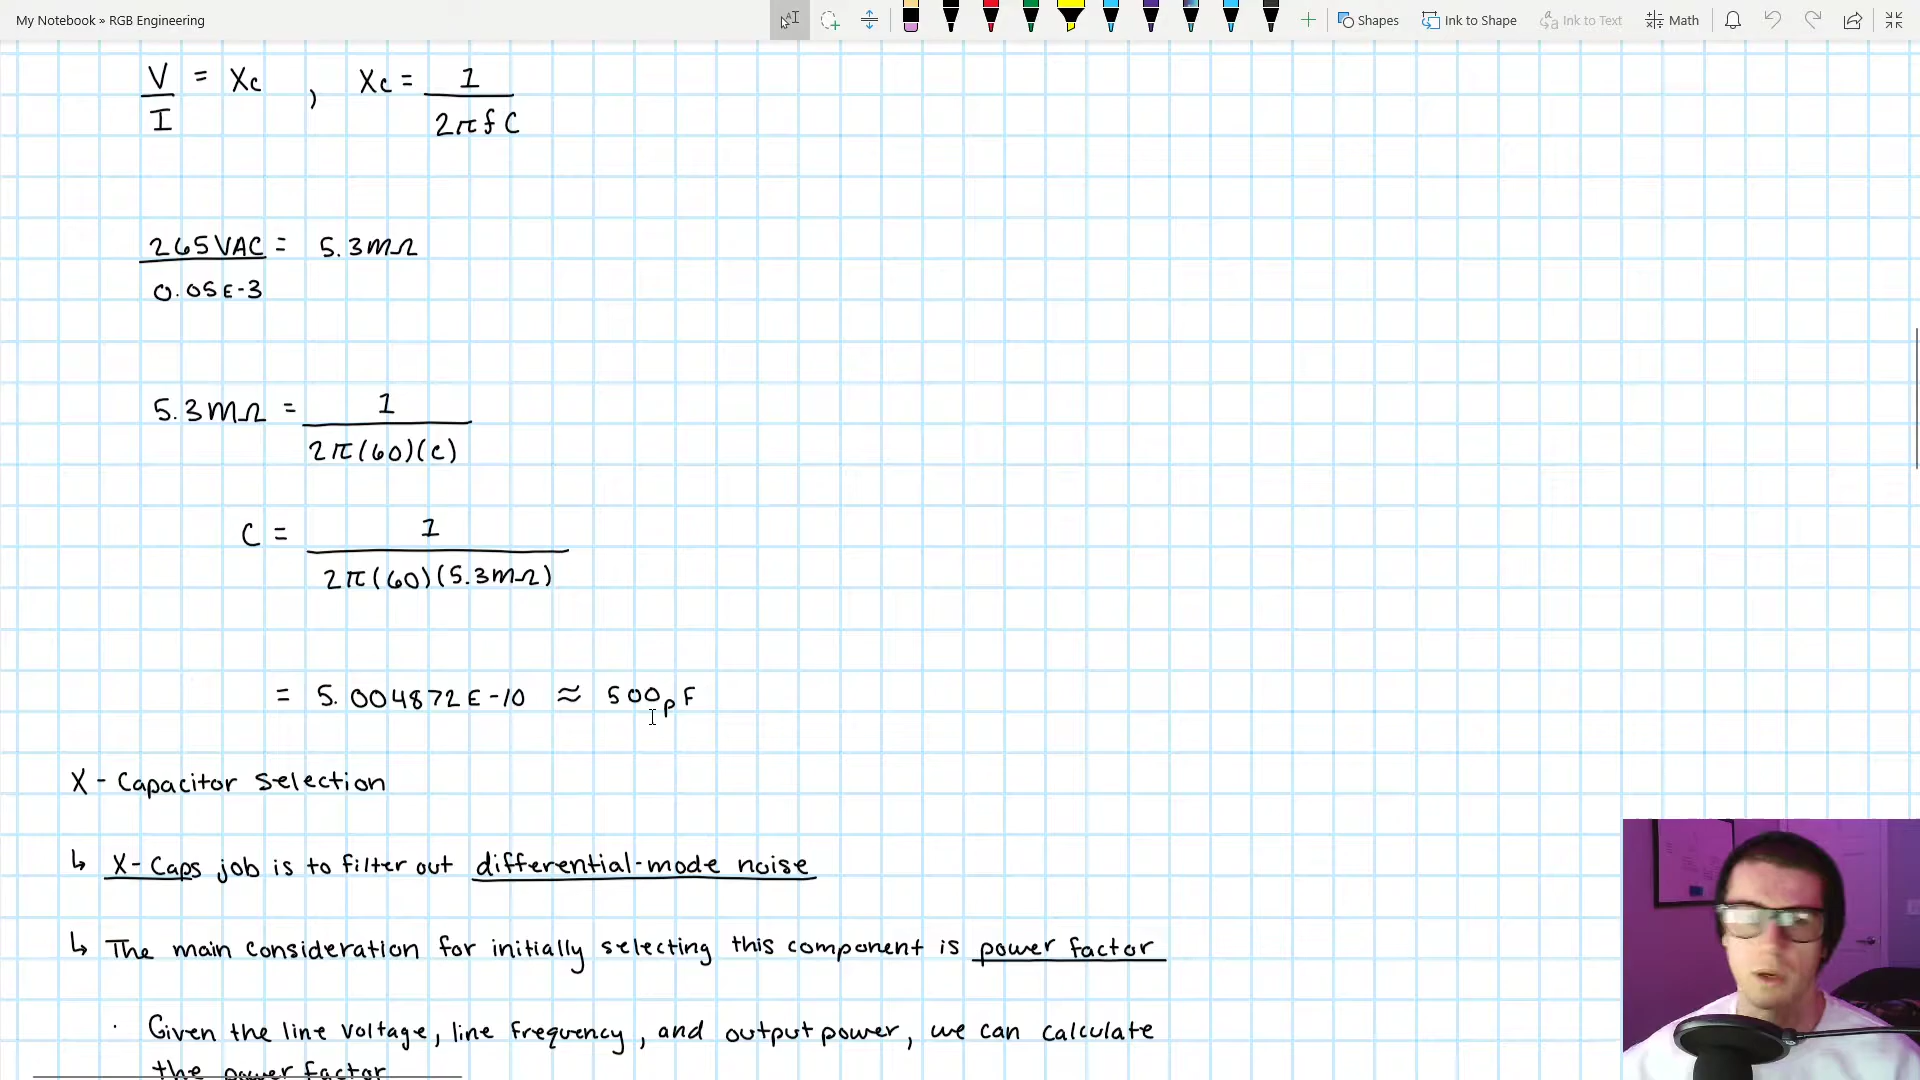 My Notebook » RGB Engineering
Shapes
Ink to Shape
Ink to Text
Math
V/I = Xc , Xc = 1/2πfC
265VAC/0.05E-3 = 5.3MΩ
5.3MΩ = 1/2π(60)(C)
C = 1/2π(60)(5.3MΩ)
= 5.004872E-10 ≈ 500pF
X - Capacitor selection
↳ X-Caps job is to filter out differential-mode noise
↳ The main consideration for initially selecting this component is power factor
· Given the line voltage, line frequency, and output power, we can calculate
the power factor